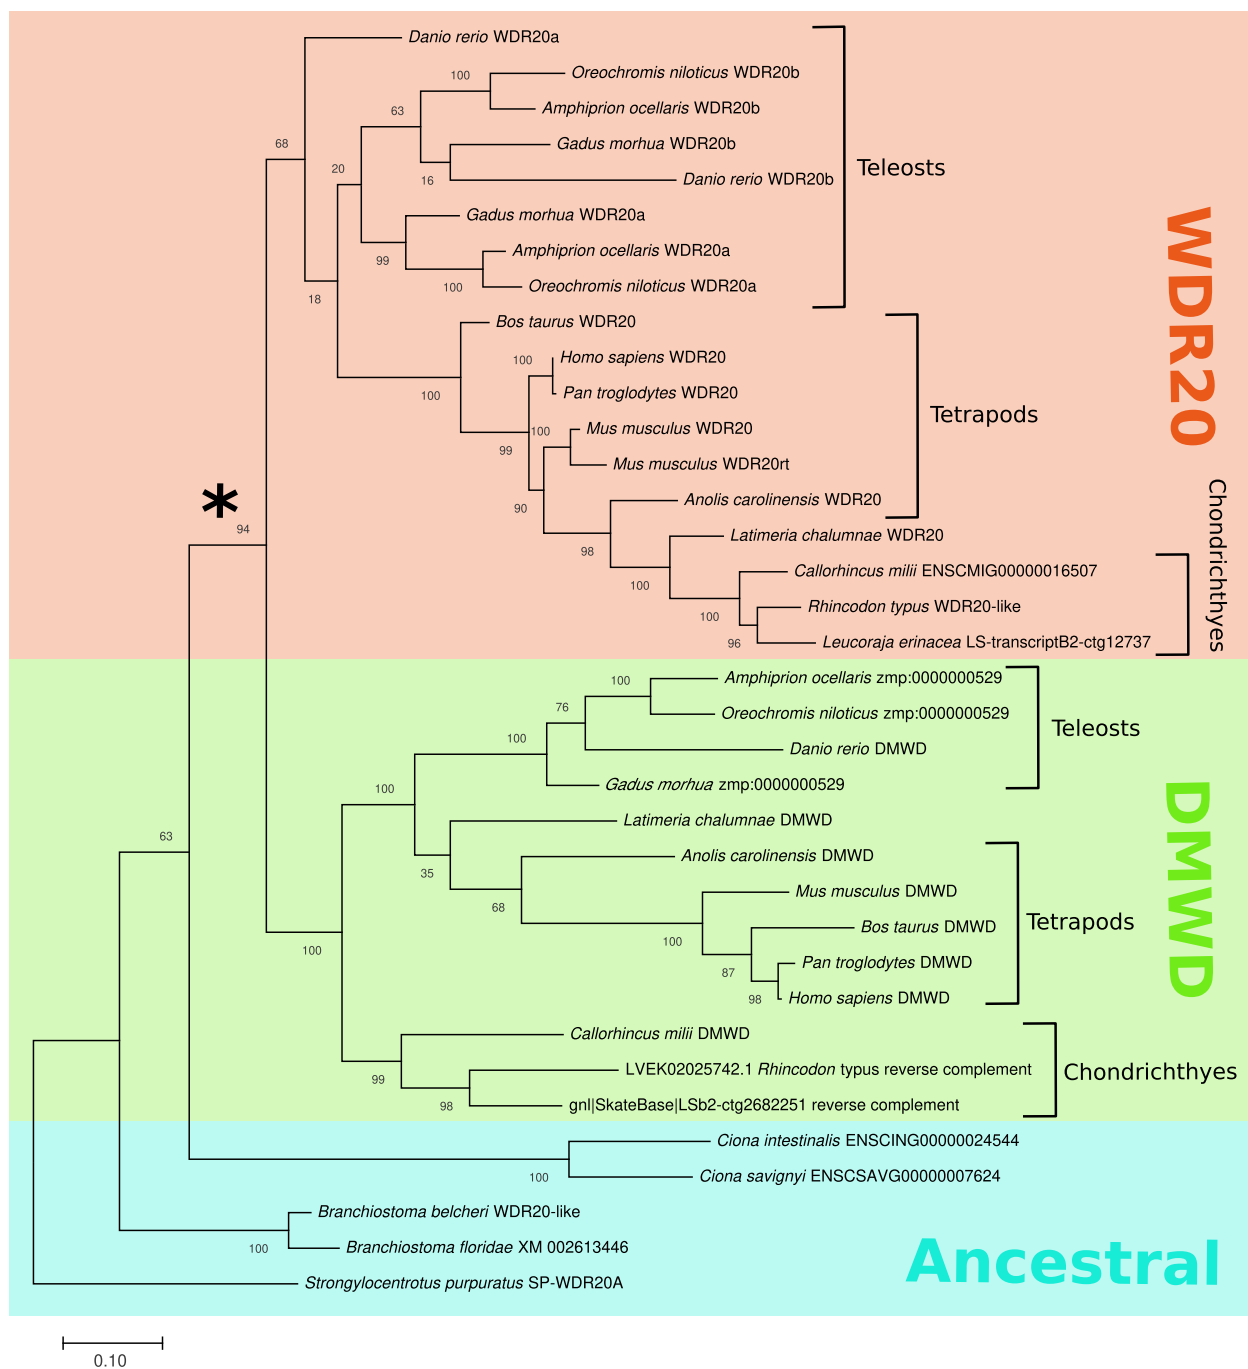 Danio rerio WDR20a
100
Oreochromis niloticus WDR20b
63
Amphiprion ocellaris WDR20b
68
Gadus morhua WDR20b
Teleosts
20
16
Danio rerio WDR20b
Gadus morhua WDR20a
Amphiprion ocellaris WDR20a
99
100
Oreochromis niloticus WDR20a
18
Bos taurus WDR20
WDR20
100
Homo sapiens WDR20
100
Pan troglodytes WDR20
Tetrapods
100
Mus musculus WDR20
99
Mus musculus WDR20rt
*
90
Anolis carolinensis WDR20
94
98
Latimeria chalumnae WDR20
Chondrichthyes
100
Callorhincus milii ENSCMIG00000016507
100
Rhincodon typus WDR20-like
96
Leucoraja erinacea LS-transcriptB2-ctg12737
100
Amphiprion ocellaris zmp:0000000529
76
Oreochromis niloticus zmp:0000000529
Teleosts
100
Danio rerio DMWD
100
Gadus morhua zmp:0000000529
63
Latimeria chalumnae DMWD
35
Anolis carolinensis DMWD
DMWD
68
Mus musculus DMWD
Tetrapods
100
Bos taurus DMWD
100
87
Pan troglodytes DMWD
98
Homo sapiens DMWD
Callorhincus milii DMWD
99
LVEK02025742.1 Rhincodon typus reverse complement
Chondrichthyes
98
gnl|SkateBase|LSb2-ctg2682251 reverse complement
Ciona intestinalis ENSCING00000024544
100
Ciona savignyi ENSCSAVG00000007624
Branchiostoma belcheri WDR20-like
100
Branchiostoma floridae XM 002613446
Ancestral
Strongylocentrotus purpuratus SP-WDR20A
0.10